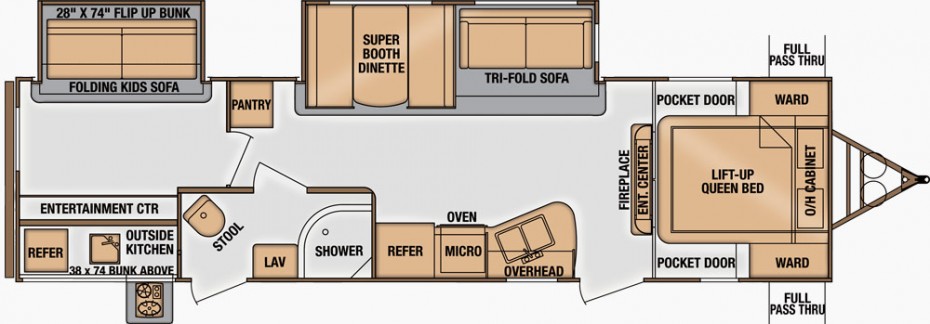 28" X 74" FLIP UP BUNK
FOLDING KIDS SOFA
SUPER
BOOTH
DINETTE
TRI-FOLD SOFA
FULL
PASS THRU
PANTRY
POCKET DOOR
WARD
FIREPLACE
ENT. CENTER
LIFT-UP
QUEEN BED
O/H CABINET
ENTERTAINMENT CTR
REFER
OUTSIDE
KITCHEN
38 x 74 BUNK ABOVE
STOOL
LAV
SHOWER
REFER
OVEN
MICRO
OVERHEAD
POCKET DOOR
WARD
FULL
PASS THRU